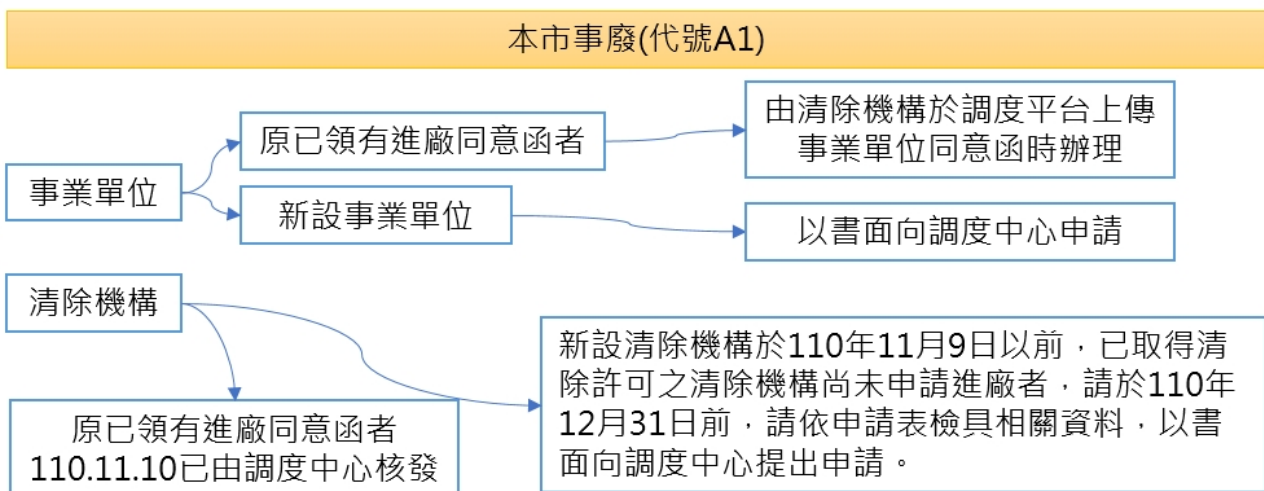 本市事廢(代號A1)
事業單位
原已領有進廠同意函者
由清除機構於調度平台上傳
事業單位同意函時辦理
新設事業單位
以書面向調度中心申請
清除機構
原已領有進廠同意函者
110.11.10已由調度中心核發
新設清除機構於110年11月9日以前，已取得清
除許可之清除機構尚未申請進廠者，請於110年
12月31日前，請依申請表檢具相關資料，以書
面向調度中心提出申請。